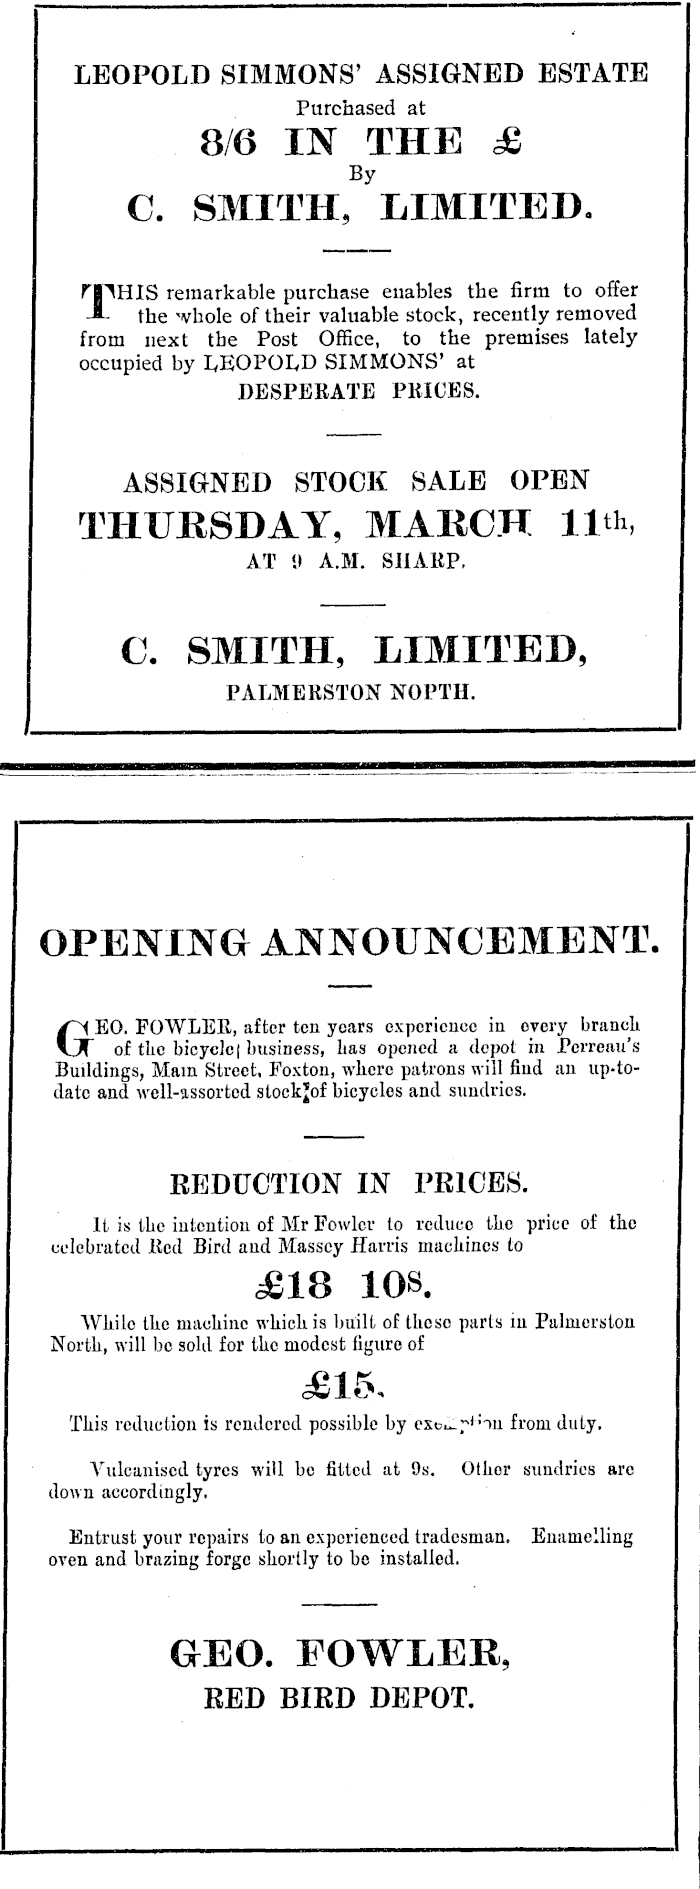 LEOPOLD SIMMONS' ASSIGNED ESTATE
Purchased at
8/6 IN THE £
By
C. SMITH, LIMITED.
THIS remarkable purchase enables the firm to offer
the whole of their valuable stock, recently removed
from next the Post Office, to the premises lately
occupied by LEOPOLD SIMMONS' at
DESPERATE PRICES.
ASSIGNED STOCK SALE OPEN
THURSDAY, MARCH 11th,
AT 9 A.M. SHARP.
C. SMITH, LIMITED,
PALMERSTON NOPTH.
OPENING ANNOUNCEMENT.
GEO. FOWLER, after ten years experience in every branch
of the bicycle business, has opened a depot in Perreau's
Buildings, Main Street, Foxton, where patrons will find an up-to-
date and well-assorted stock of bicycles and sundries.
REDUCTION IN PRICES.
It is the intention of Mr Fowler to reduce the price of the
celebrated Red Bird and Massey Harris machines to
£18 10s.
While the machine which is built of these parts in Palmerston
North, will be sold for the modest figure of
£15.
This reduction is rendered possible by exemption from duty.
Vulcanised tyres will be fitted at 9s. Other sundries are
down accordingly.
Entrust your repairs to an experienced tradesman. Enamelling
oven and brazing forge shortly to be installed.
GEO. FOWLER,
RED BIRD DEPOT.